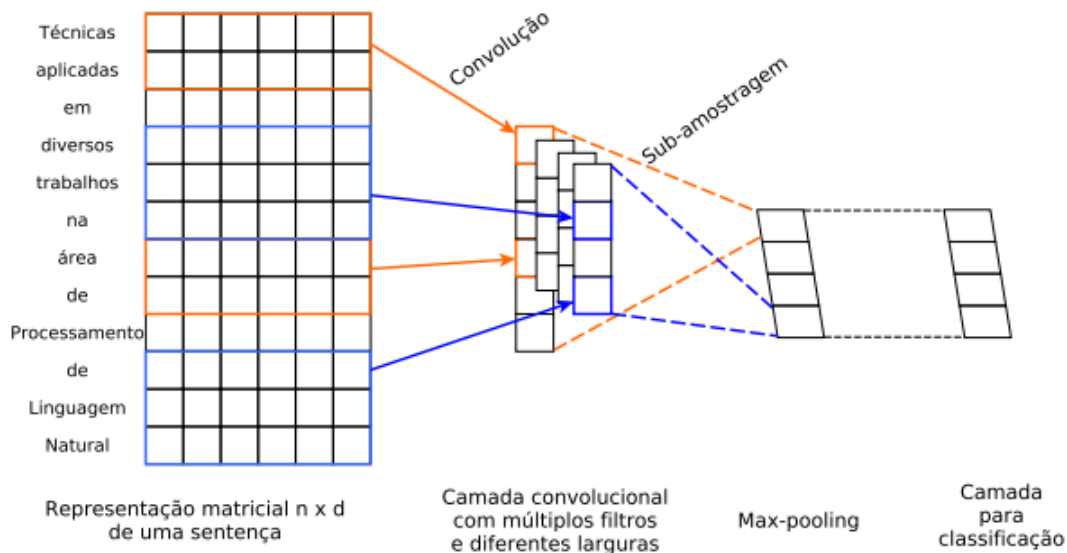 Técnicas
aplicadas
em
diversos
trabalhos
na
área
de
Processamento
de
Linguagem
Natural
Convolução
Sub-amostragem
Representação matricial n x d
de uma sentença
Camada convolucional
com múltiplos filtros
e diferentes larguras
Max-pooling
Camada
para
classificação